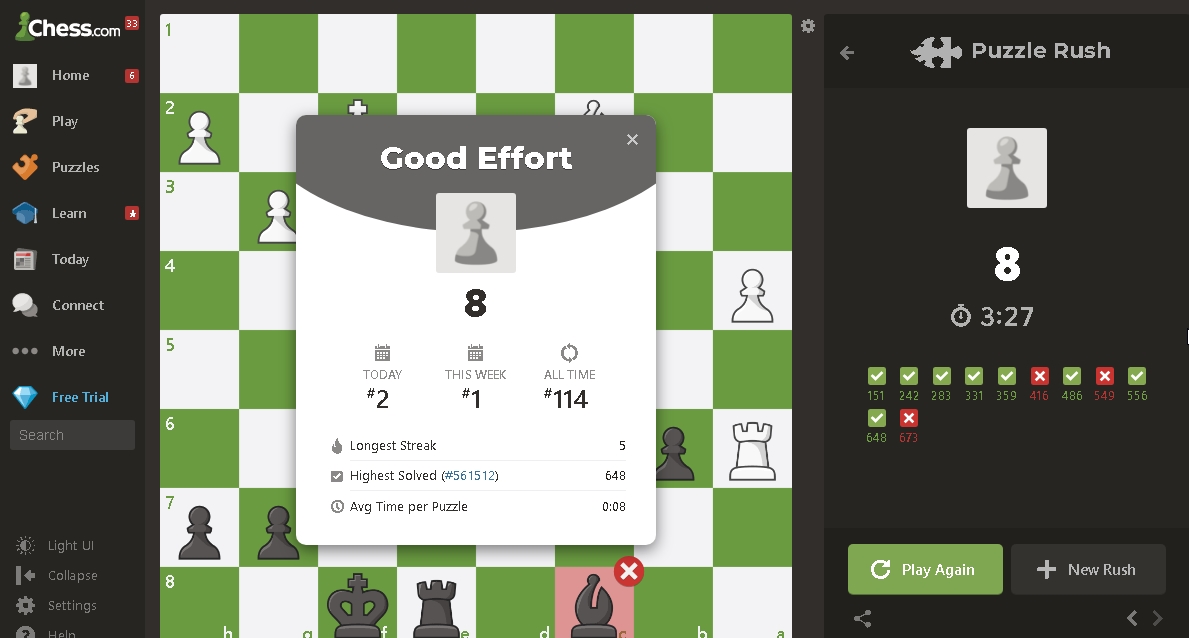 Chess.com 33
Home 6
Play
Puzzles
Learn
Today
Connect
More
Free Trial
Search
Light UI
Collapse
Settings
Help
1
2
3
4
5
6
7
8
h g f e d c b a
Good Effort
8
TODAY THIS WEEK ALL TIME
#2 #1 #114
Longest Streak 5
Highest Solved (#561512) 648
Avg Time per Puzzle 0:08
Puzzle Rush
8
3:27
151 242 283 331 359 416 486 549 556
648 673
Play Again New Rush